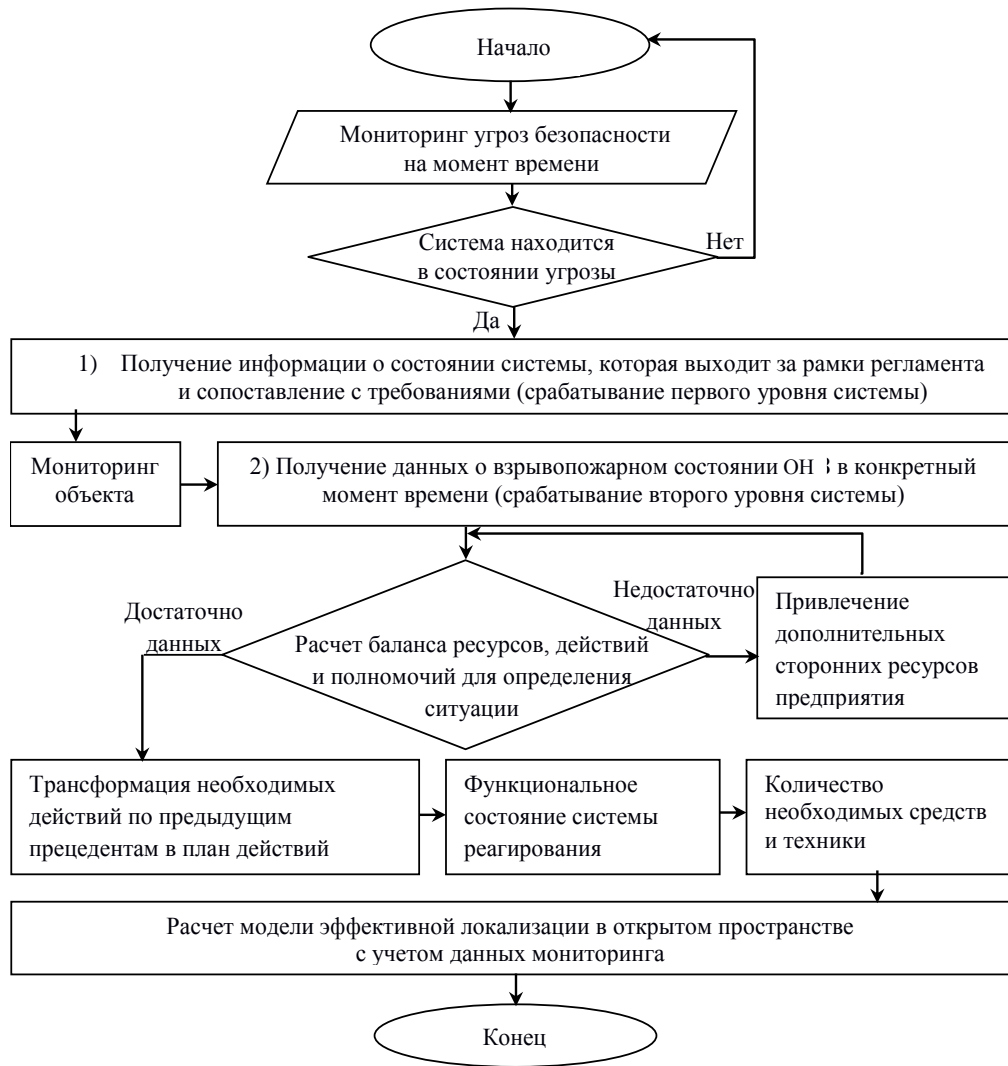 Начало
Мониторинг угроз безопасности
на момент времени
Система находится
в состоянии угрозы
Нет
Да
1) Получение информации о состоянии системы, которая выходит за рамки регламента
и сопоставление с требованиями (срабатывание первого уровня системы)
Мониторинг
объекта
2) Получение данных о взрывопожарном состоянии в конкретный
момент времени (срабатывание второго уровня системы)
Достаточно
данных
Недостаточно
данных
Расчет баланса ресурсов, действий
и полномочий для определения
ситуации
Привлечение
дополнительных
сторонних ресурсов
предприятия
Трансформация необходимых
действий по предыдущим
прецедентам в план действий
Функциональное
состояние системы
реагирования
Количество
необходимых средств
и техники
Расчет модели эффективной локализации в открытом пространстве
с учетом данных мониторинга
Конец